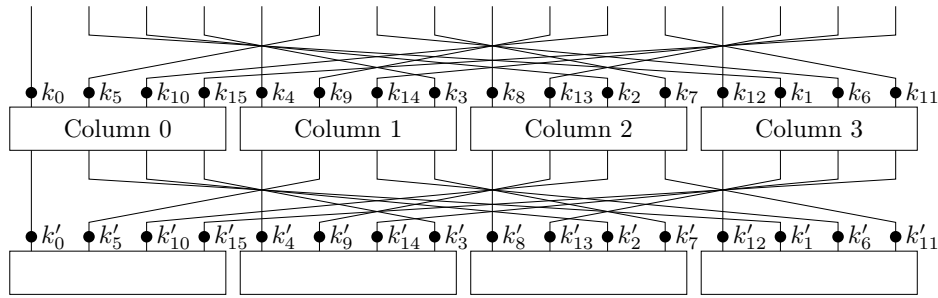 k₀ k₅ k₁₀ k₁₅ k₄ k₉ k₁₄ k₃ k₈ k₁₃ k₂ k₇ k₁₂ k₁ k₆ k₁₁
Column 0 Column 1 Column 2 Column 3
k′₀ k′₅ k′₁₀ k′₁₅ k′₄ k′₉ k′₁₄ k′₃ k′₈ k′₁₃ k′₂ k′₇ k′₁₂ k′₁ k′₆ k′₁₁